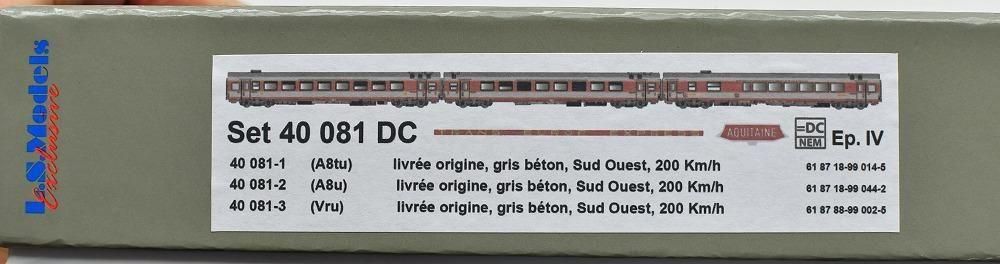 L.S.Models
Exclusive
Set 40 081 DC TRANS EUROP EXPRESS AQUITAINE =DC NEM Ep. IV
40 081-1 (A8tu) livrée origine, gris béton, Sud Ouest, 200 Km/h 61 87 18-99 014-5
40 081-2 (A8u) livrée origine, gris béton, Sud Ouest, 200 Km/h 61 87 18-99 044-2
40 081-3 (Vru) livrée origine, gris béton, Sud Ouest, 200 Km/h 61 87 88-99 002-5